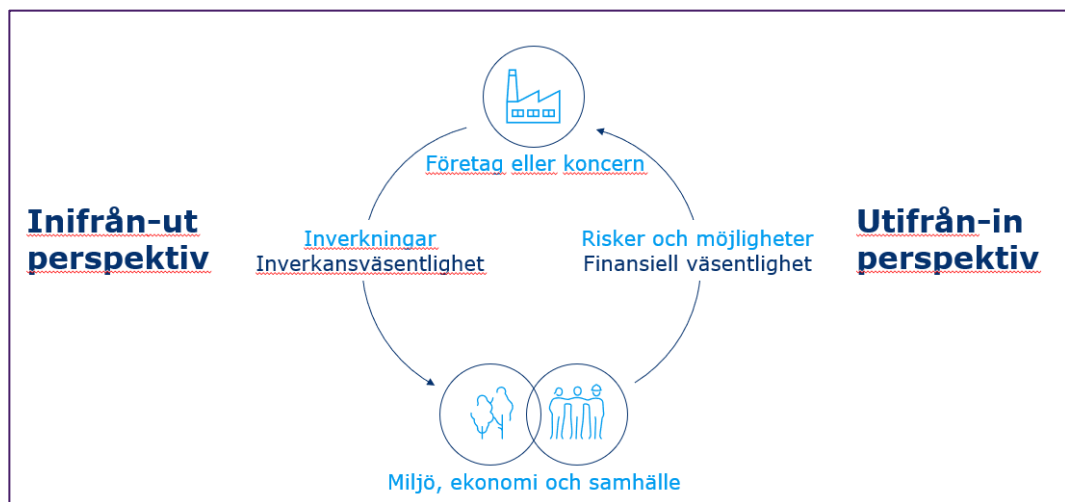 Företag eller koncern
Inifrån-ut
perspektiv
Inverkningar
Inverkansväsentlighet
Risker och möjligheter
Finansiell väsentlighet
Utifrån-in
perspektiv
Miljö, ekonomi och samhälle